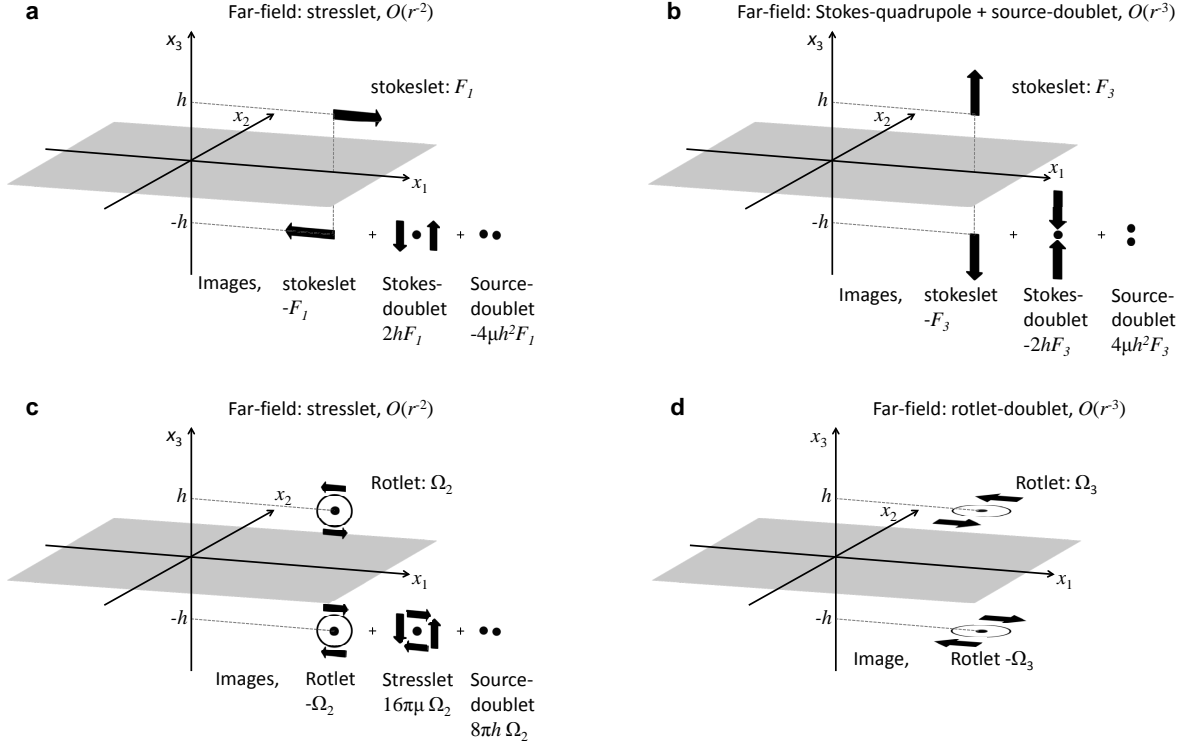 a
Far-field: stresslet, O(r⁻²)
x₃
stokeslet: F₁
h
x₂
x₁
-h
+
+
Images,
stokeslet
-F₁
Stokes-
doublet
2hF₁
Source-
doublet
-4μh²F₁
b
Far-field: Stokes-quadrupole + source-doublet, O(r⁻³)
x₃
stokeslet: F₃
h
x₂
x₁
-h
+
+
Images,
stokeslet
-F₃
Stokes-
doublet
-2hF₃
Source-
doublet
4μh²F₃
c
Far-field: stresslet, O(r⁻²)
x₃
Rotlet: Ω₂
h
x₂
x₁
-h
+
+
Images,
Rotlet
-Ω₂
Stresslet
16πμ Ω₂
Source-
doublet
8πh Ω₂
d
Far-field: rotlet-doublet, O(r⁻³)
x₃
Rotlet: Ω₃
h
x₂
x₁
-h
Image,
Rotlet -Ω₃